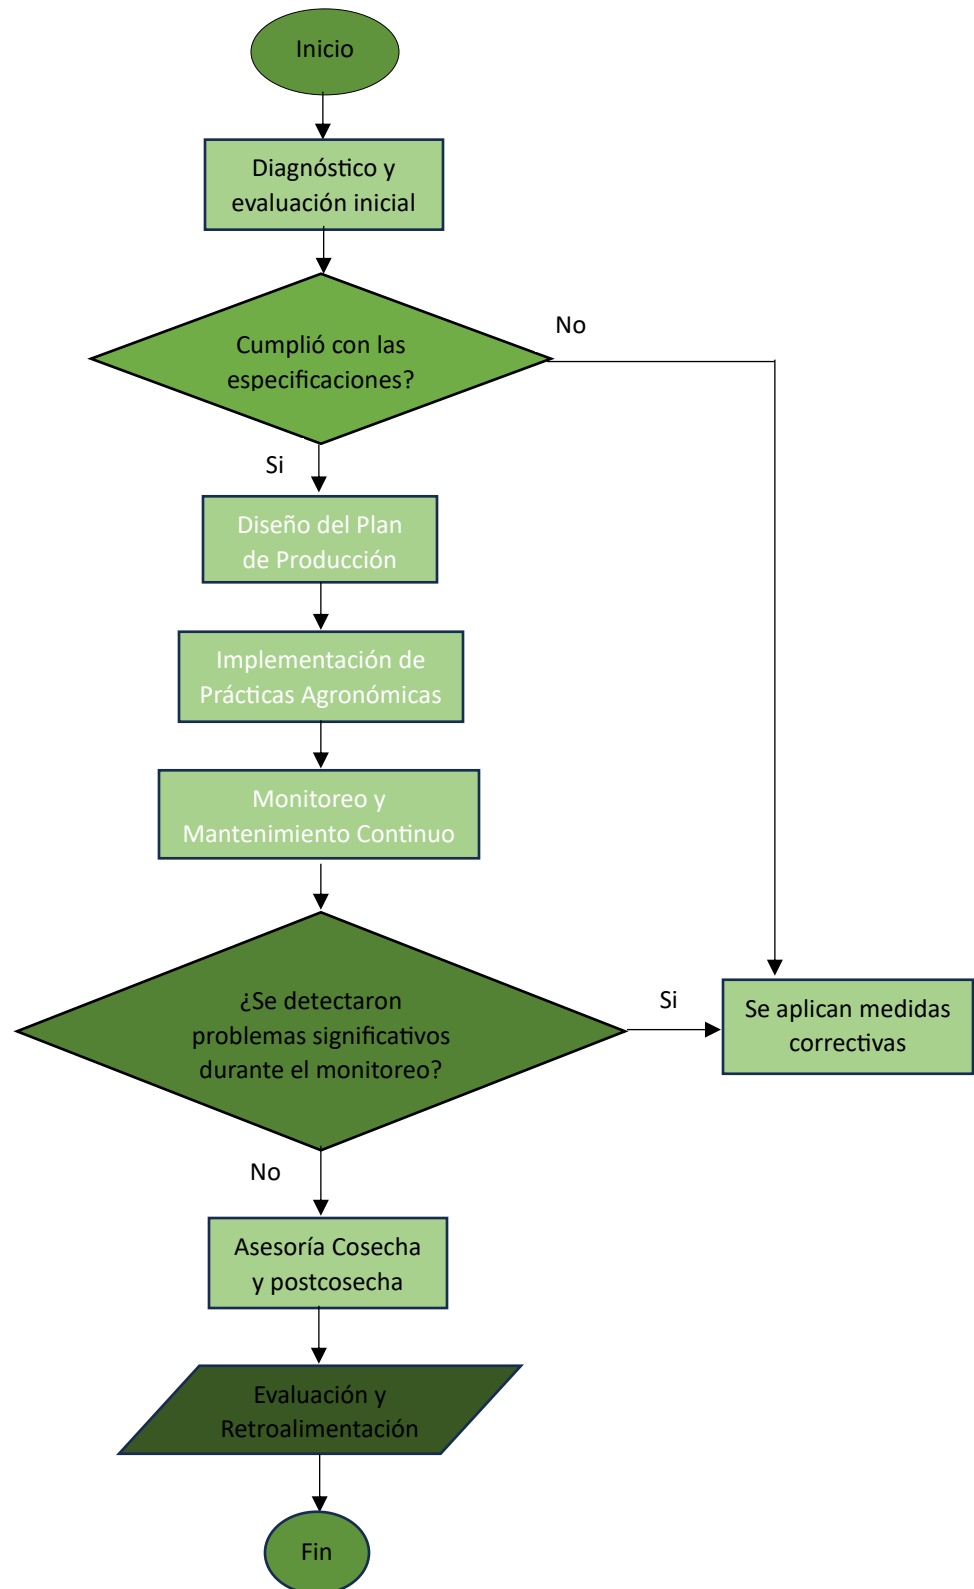 Inicio
Diagnóstico y
evaluación inicial
No
Cumplió con las
especificaciones?
Si
Diseño del Plan
de Producción
Implementación de
Prácticas Agronómicas
Monitoreo y
Mantenimiento Continuo
¿Se detectaron
problemas significativos
durante el monitoreo?
Si
Se aplican medidas
correctivas
No
Asesoría Cosecha
y postcosecha
Evaluación y
Retroalimentación
Fin